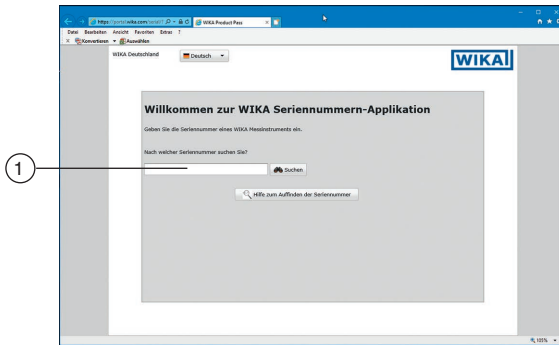 https://portal.wika.com/serial/?
WIKA Product Pass
Datei Bearbeiten Ansicht Favoriten Extras ?
Konvertieren Auswählen
WIKA Deutschland
Deutsch
WIKA
Willkommen zur WIKA Seriennummern-Applikation
Geben Sie die Seriennummer eines WIKA Messinstruments ein.
Nach welcher Seriennummer suchen Sie?
1
Suchen
Hilfe zum Auffinden der Seriennummer
105%